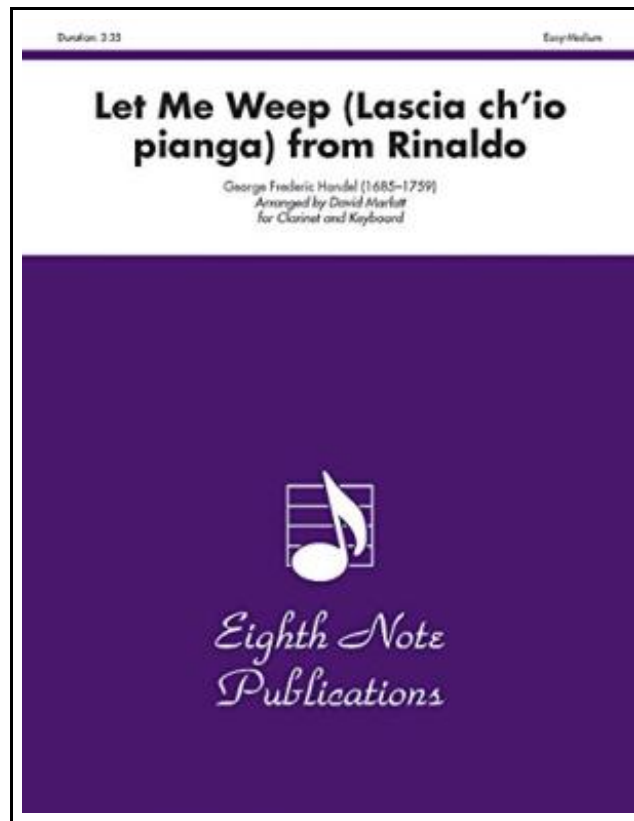 Duration: 3:35
Easy-Medium
Let Me Weep (Lascia ch'io
pianga) from Rinaldo
George Frederic Handel (1685–1759)
Arranged by David Marlatt
for Clarinet and Keyboard
Eighth Note
Publications